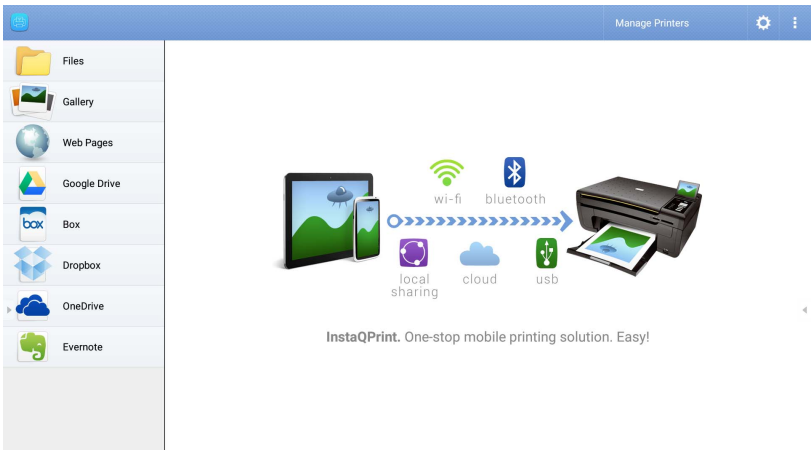 Manage Printers
Files
Gallery
Web Pages
Google Drive
box
Box
Dropbox
OneDrive
Evernote
wi-fi
bluetooth
local
sharing
cloud
usb
InstaQPrint. One-stop mobile printing solution. Easy!